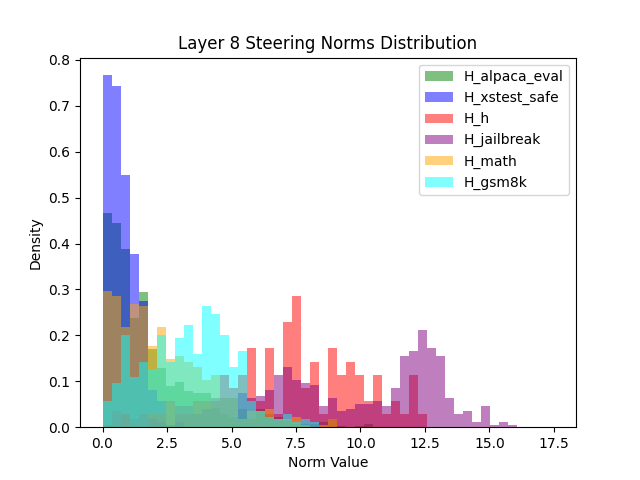 Layer 8 Steering Norms Distribution
H_alpaca_eval
H_xstest_safe
H_h
H_jailbreak
H_math
H_gsm8k
Density
0.8
0.7
0.6
0.5
0.4
0.3
0.2
0.1
0.0
0.0 2.5 5.0 7.5 10.0 12.5 15.0 17.5
Norm Value